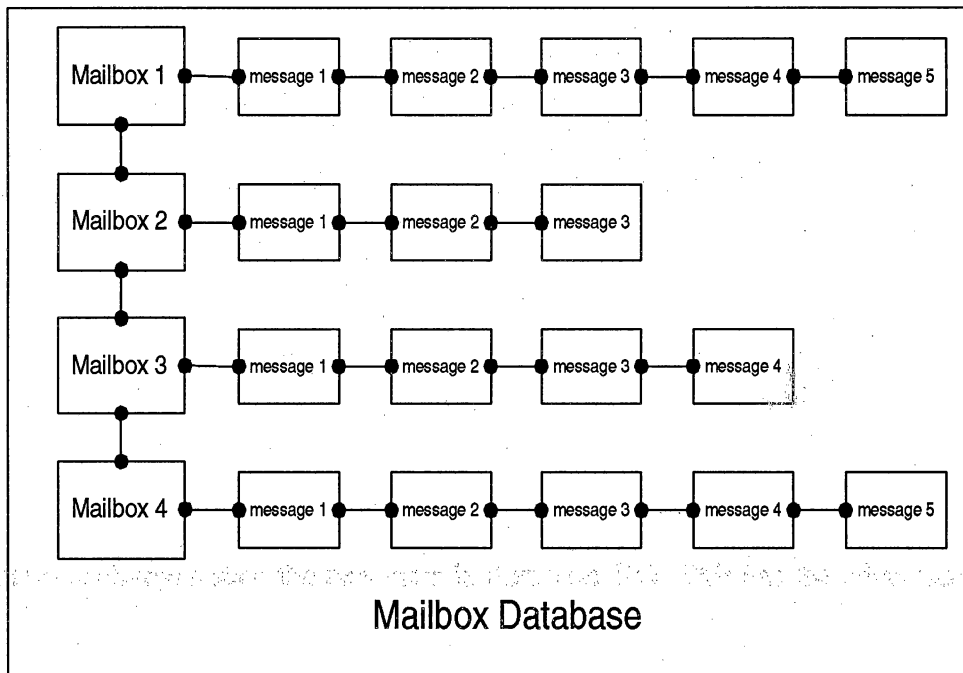 Mailbox 1 message 1 message 2 message 3 message 4 message 5
Mailbox 2 message 1 message 2 message 3
Mailbox 3 message 1 message 2 message 3 message 4
Mailbox 4 message 1 message 2 message 3 message 4 message 5
Mailbox Database